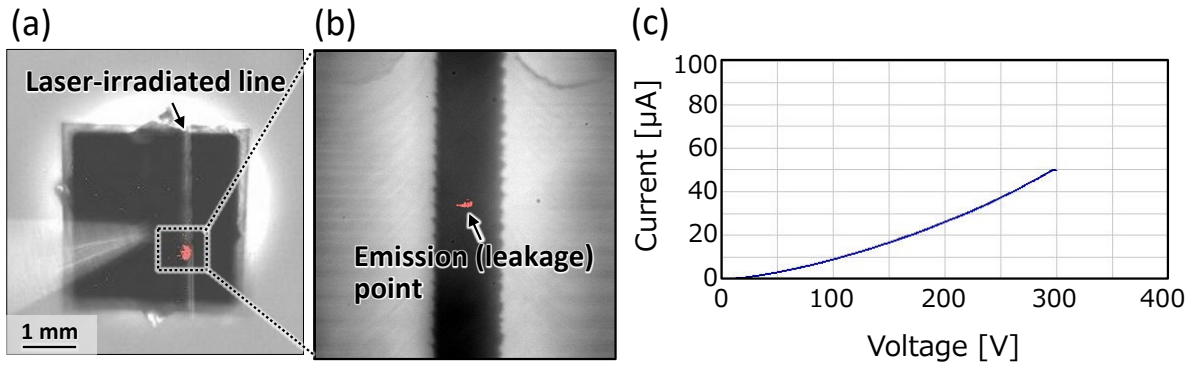 (a)
Laser-irradiated line
1 mm
(b)
Emission (leakage)
point
(c)
Current [µA]
100
80
60
40
20
0
0 100 200 300 400
Voltage [V]